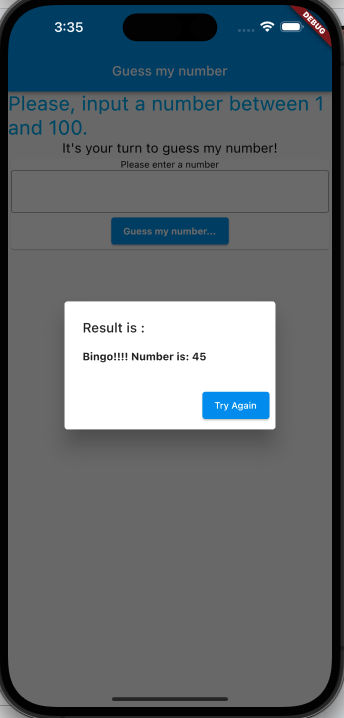 3:35
DEBUG
Guess my number
Please, input a number between 1
and 100.
It's your turn to guess my number!
Please enter a number
Guess my number...
Result is :
Bingo!!!! Number is: 45
Try Again